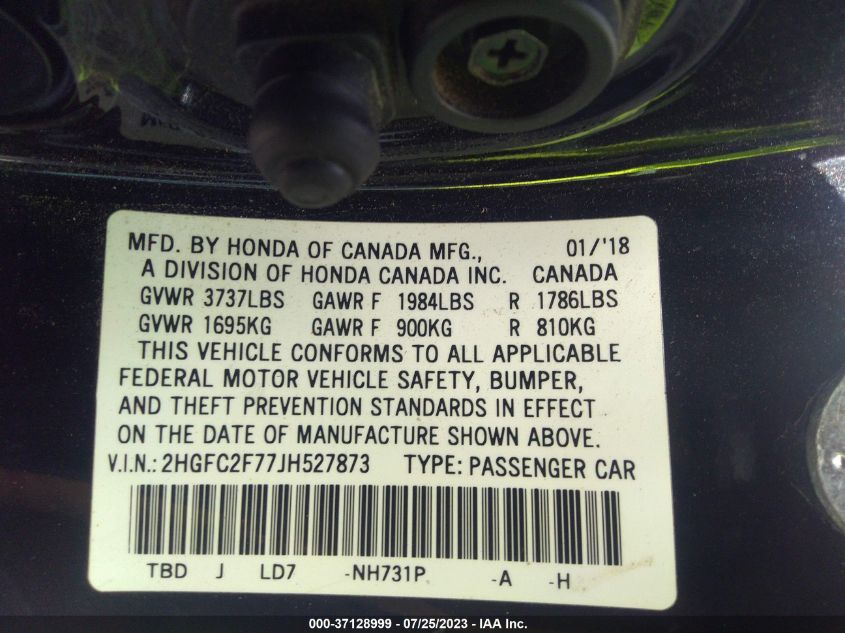 MFD. BY HONDA OF CANADA MFG., 01/'18
A DIVISION OF HONDA CANADA INC. CANADA
GVWR 3737LBS GAWR F 1984LBS R 1786LBS
GVWR 1695KG GAWR F 900KG R 810KG
THIS VEHICLE CONFORMS TO ALL APPLICABLE
FEDERAL MOTOR VEHICLE SAFETY, BUMPER,
AND THEFT PREVENTION STANDARDS IN EFFECT
ON THE DATE OF MANUFACTURE SHOWN ABOVE.
V.I.N.: 2HGFC2F77JH527873 TYPE: PASSENGER CAR
TBD J LD7 -NH731P -A -H
000-37128999 - 07/25/2023 - IAA Inc.